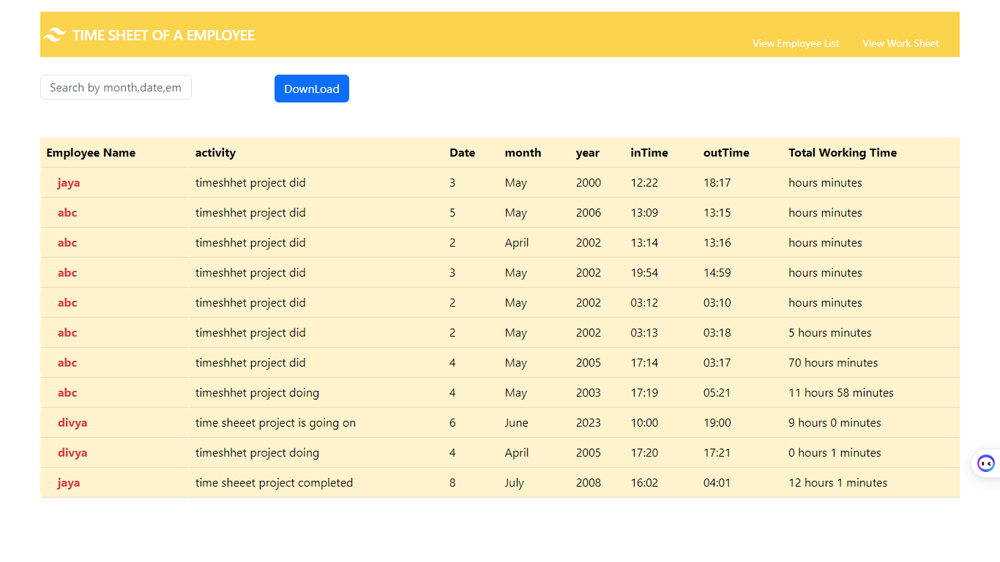 TIME SHEET OF A EMPLOYEE
View Employee List View Work Sheet
Search by month,date,em
DownLoad
Employee Name activity Date month year inTime outTime Total Working Time
jaya timeshhet project did 3 May 2000 12:22 18:17 hours minutes
abc timeshhet project did 5 May 2006 13:09 13:15 hours minutes
abc timeshhet project did 2 April 2002 13:14 13:16 hours minutes
abc timeshhet project did 3 May 2002 19:54 14:59 hours minutes
abc timeshhet project did 2 May 2002 03:12 03:10 hours minutes
abc timeshhet project did 2 May 2002 03:13 03:18 5 hours minutes
abc timeshhet project did 4 May 2005 17:14 03:17 70 hours minutes
abc timeshhet project doing 4 May 2003 17:19 05:21 11 hours 58 minutes
divya time sheeet project is going on 6 June 2023 10:00 19:00 9 hours 0 minutes
divya timeshhet project doing 4 April 2005 17:20 17:21 0 hours 1 minutes
jaya time sheeet project completed 8 July 2008 16:02 04:01 12 hours 1 minutes